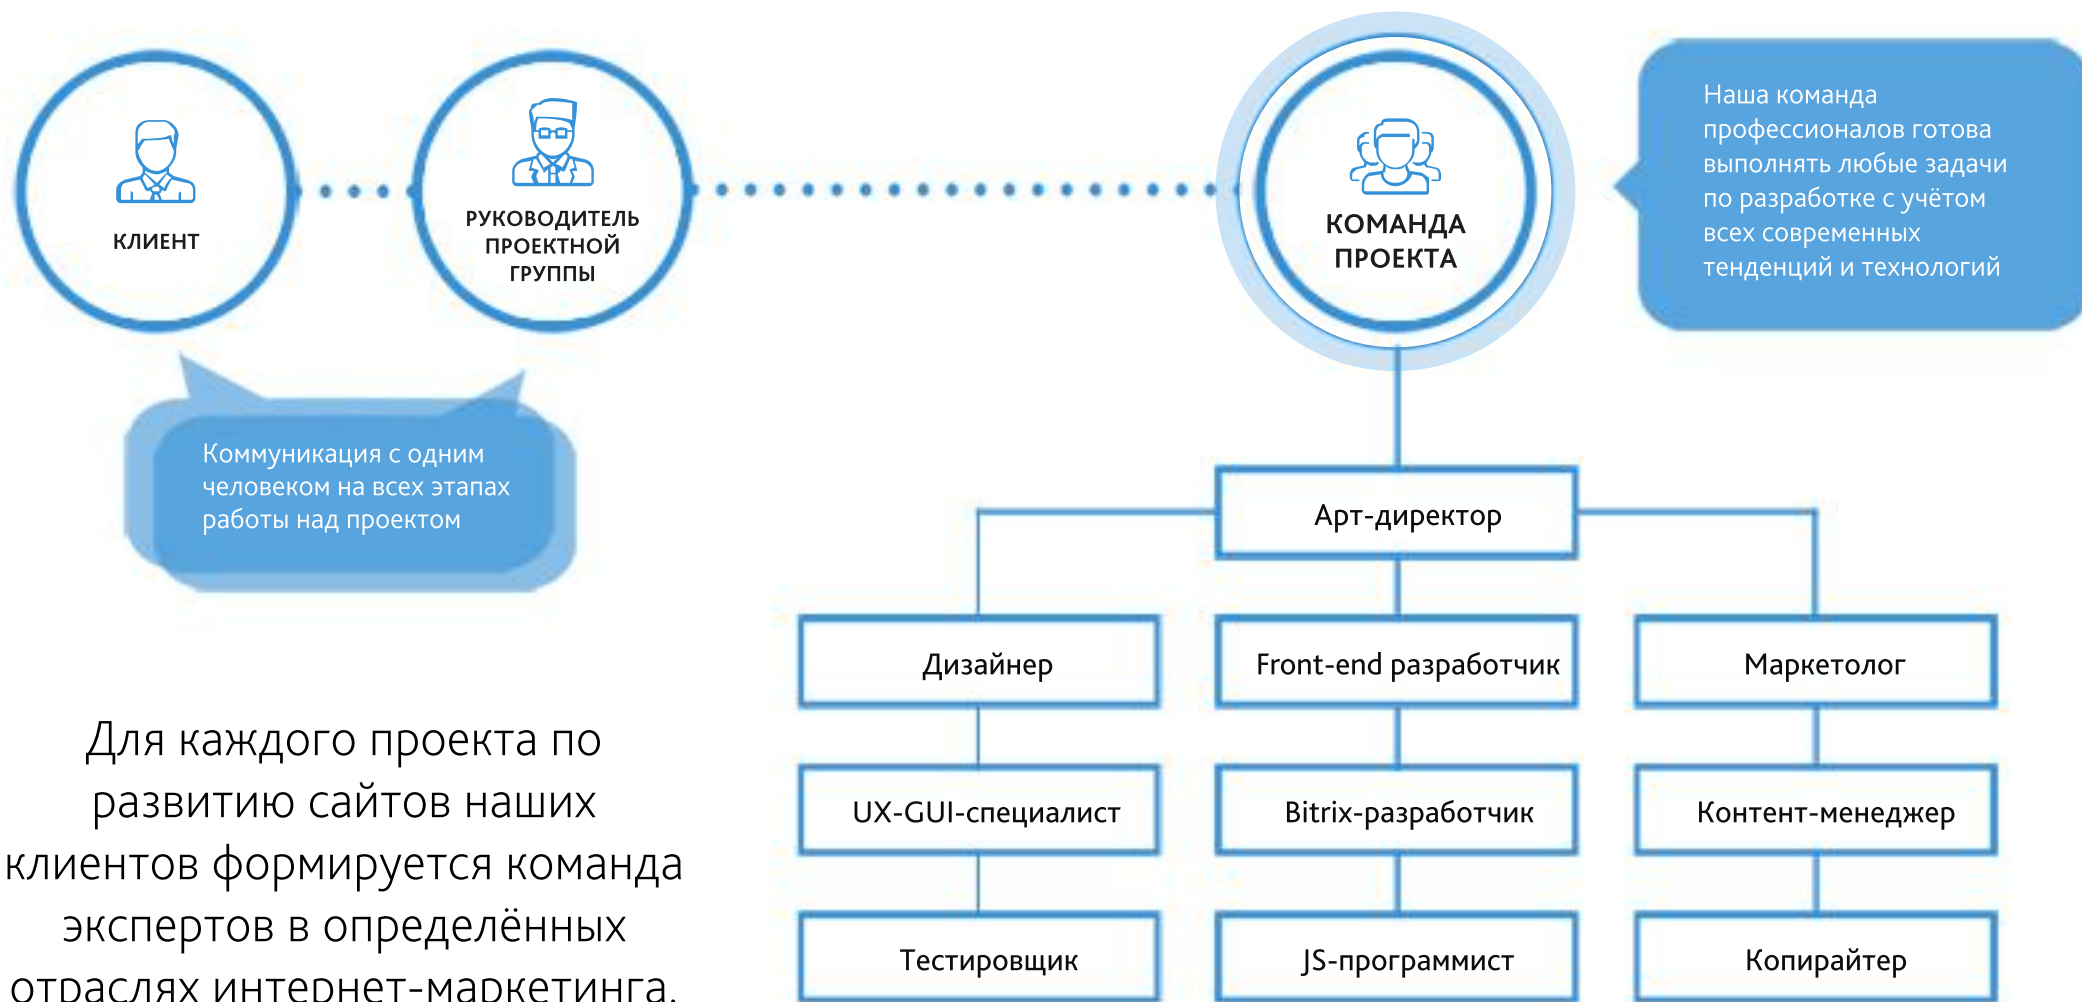 КЛИЕНТ
РУКОВОДИТЕЛЬ
ПРОЕКТНОЙ
ГРУППЫ
КОМАНДА
ПРОЕКТА
Наша команда
профессионалов готова
выполнять любые задачи
по разработке с учётом
всех современных
тенденций и технологий
Коммуникация с одним
человеком на всех этапах
работы над проектом
Арт-директор
Дизайнер
Front-end разработчик
Маркетолог
UX-GUI-специалист
Bitrix-разработчик
Контент-менеджер
Тестировщик
JS-программист
Копирайтер
Для каждого проекта по
развитию сайтов наших
клиентов формируется команда
экспертов в определённых
отраслях интернет-маркетинга.